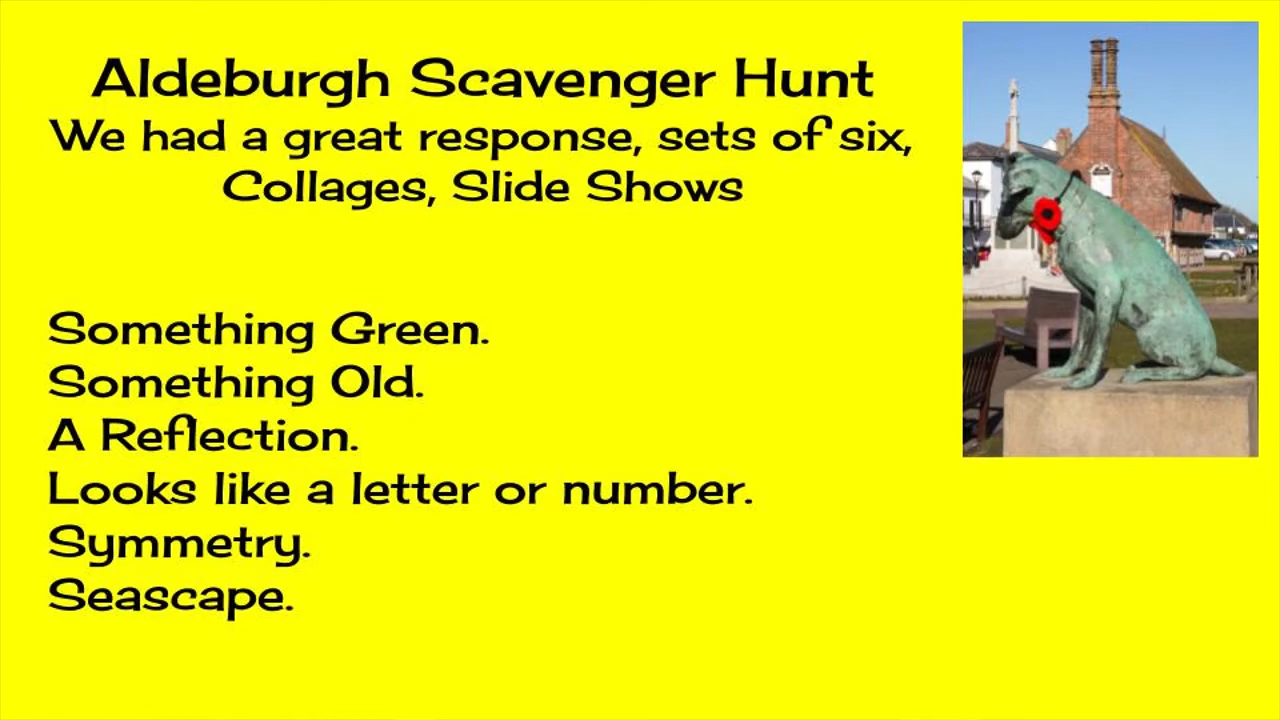 Aldeburgh Scavenger Hunt
We had a great response, sets of six,
Collages, Slide Shows
Something Green.
Something Old.
A Reflection.
Looks like a letter or number.
Symmetry.
Seascape.